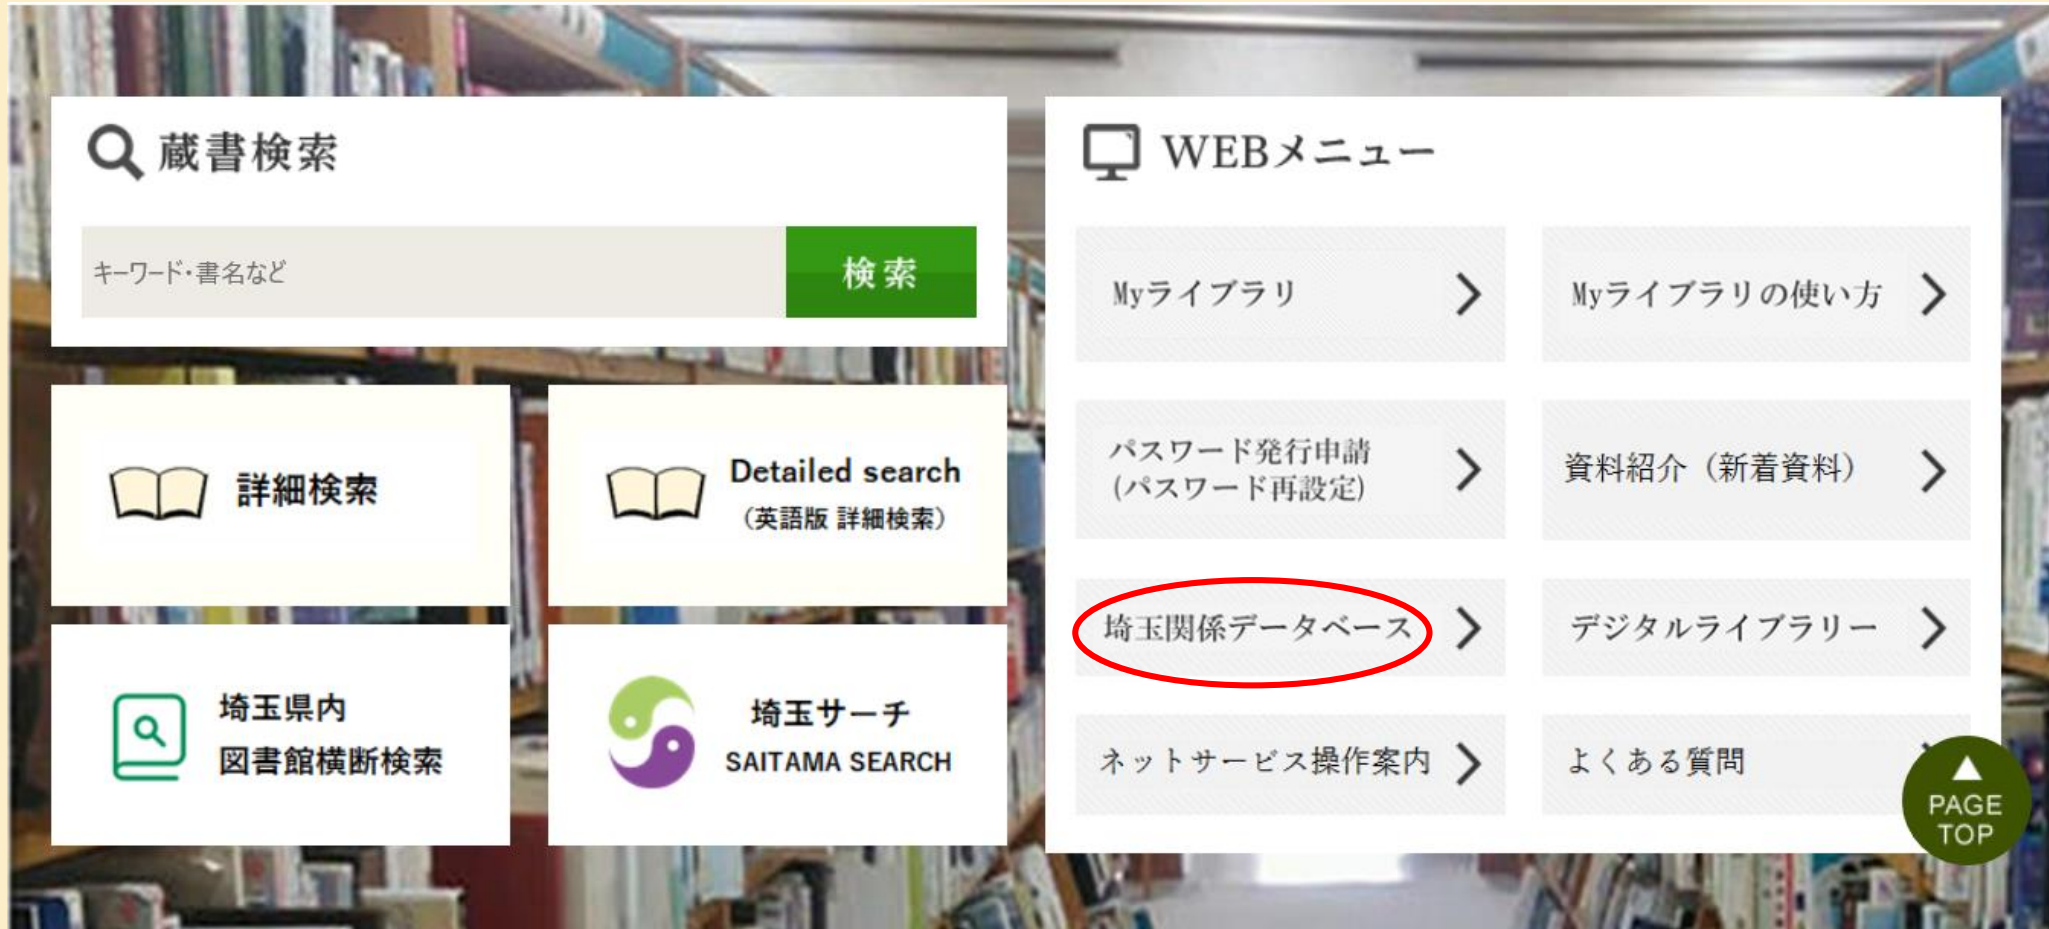 蔵書検索
キーワード・書名など
検索
詳細検索
Detailed search
（英語版 詳細検索）
埼玉県内
図書館横断検索
埼玉サーチ
SAITAMA SEARCH
WEBメニュー
Myライブラリ
Myライブラリの使い方
パスワード発行申請
(パスワード再設定)
資料紹介（新着資料）
埼玉関係データベース
デジタルライブラリー
ネットサービス操作案内
よくある質問
PAGE
TOP